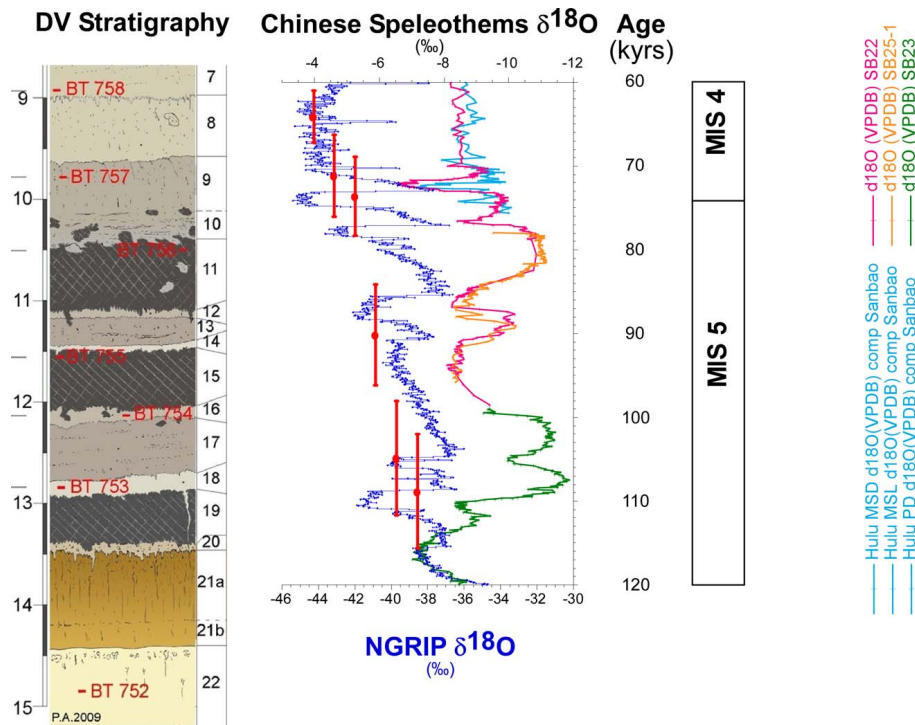 DV Stratigraphy
Chinese Speleothems δ18O
(‰)
Age
(kyrs)
-4 -6 -8 -10 -12
7
BT 758
9
8
BT 757
9
10
10
BT 756
11
11
12
13
14
BT 755
15
12
16
BT 754
17
18
BT 753
13
19
20
21a
14
21b
22
BT 752
15
P.A.2009
60
70
80
90
100
110
120
-46 -44 -42 -40 -38 -36 -34 -32 -30
NGRIP δ18O
(‰)
MIS 4
MIS 5
d18O (VPDB) SB22
d18O (VPDB) SB25-1
d18O (VPDB) SB23
Hulu MSD d18O(VPDB) comp Sanbao
Hulu MSL d18O(VPDB) comp Sanbao
Hulu PD d18O(VPDB) comp Sanbao